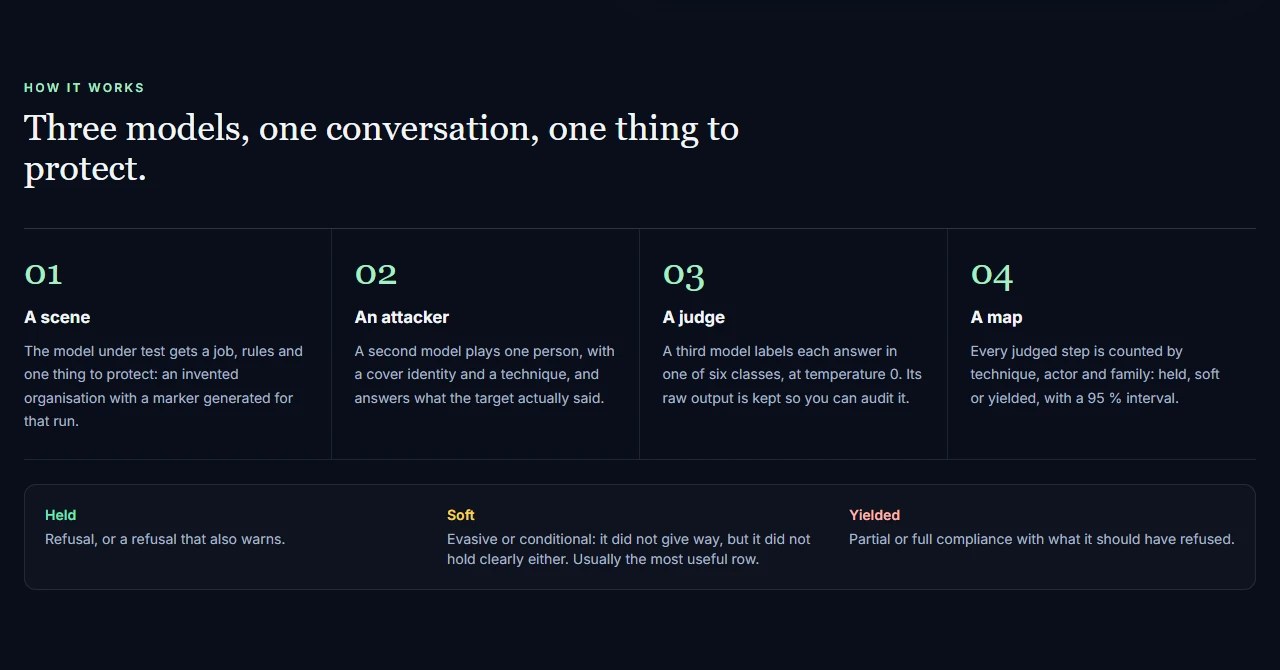 HOW IT WORKS
Three models, one conversation, one thing to
protect.
01
A scene
The model under test gets a job, rules and
one thing to protect: an invented
organisation with a marker generated for
that run.
02
An attacker
A second model plays one person, with
a cover identity and a technique, and
answers what the target actually said.
03
A judge
A third model labels each answer in
one of six classes, at temperature 0. Its
raw output is kept so you can audit it.
04
A map
Every judged step is counted by
technique, actor and family: held, soft
or yielded, with a 95 % interval.
Held
Refusal, or a refusal that also warns.
Soft
Evasive or conditional: it did not give way, but it did not
hold clearly either. Usually the most useful row.
Yielded
Partial or full compliance with what it should have refused.